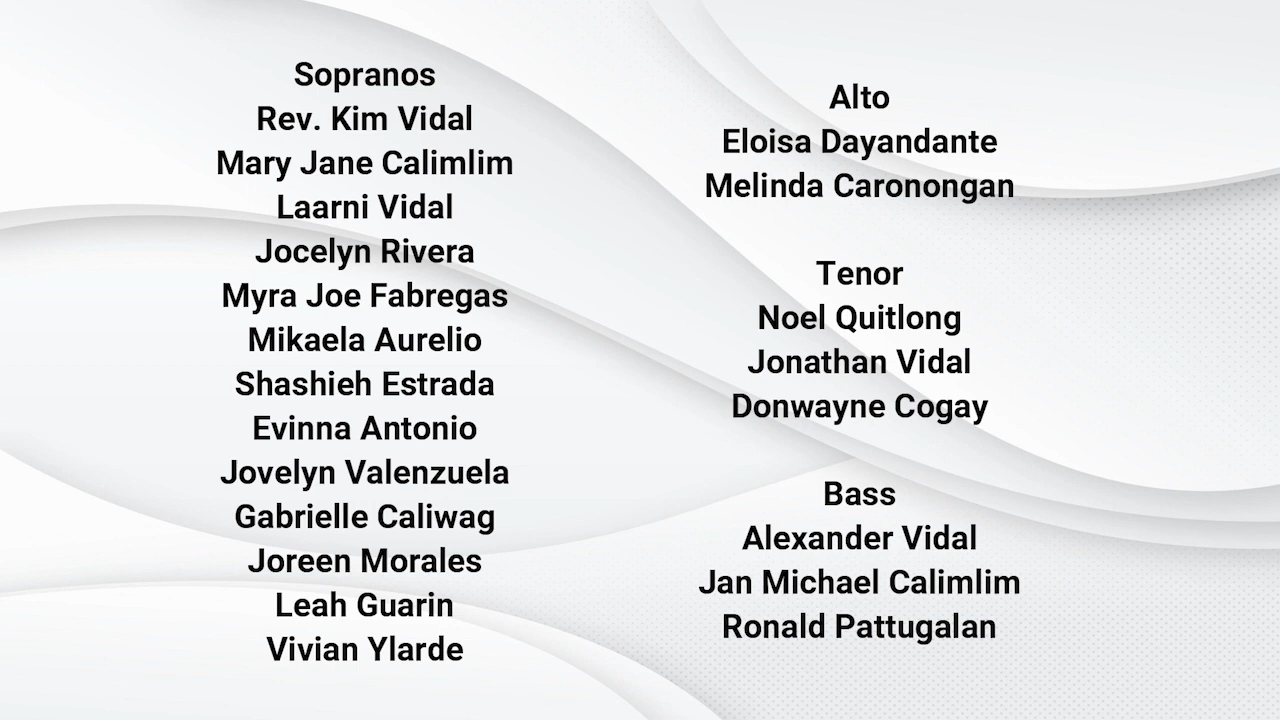 Sopranos
Rev. Kim Vidal
Mary Jane Calimlim
Laarni Vidal
Jocelyn Rivera
Myra Joe Fabregas
Mikaela Aurelio
Shashieh Estrada
Evinna Antonio
Jovelyn Valenzuela
Gabrielle Caliwag
Joreen Morales
Leah Guarin
Vivian Ylarde
Alto
Eloisa Dayandante
Melinda Caronongan
Tenor
Noel Quitlong
Jonathan Vidal
Donwayne Cogay
Bass
Alexander Vidal
Jan Michael Calimlim
Ronald Pattugalan